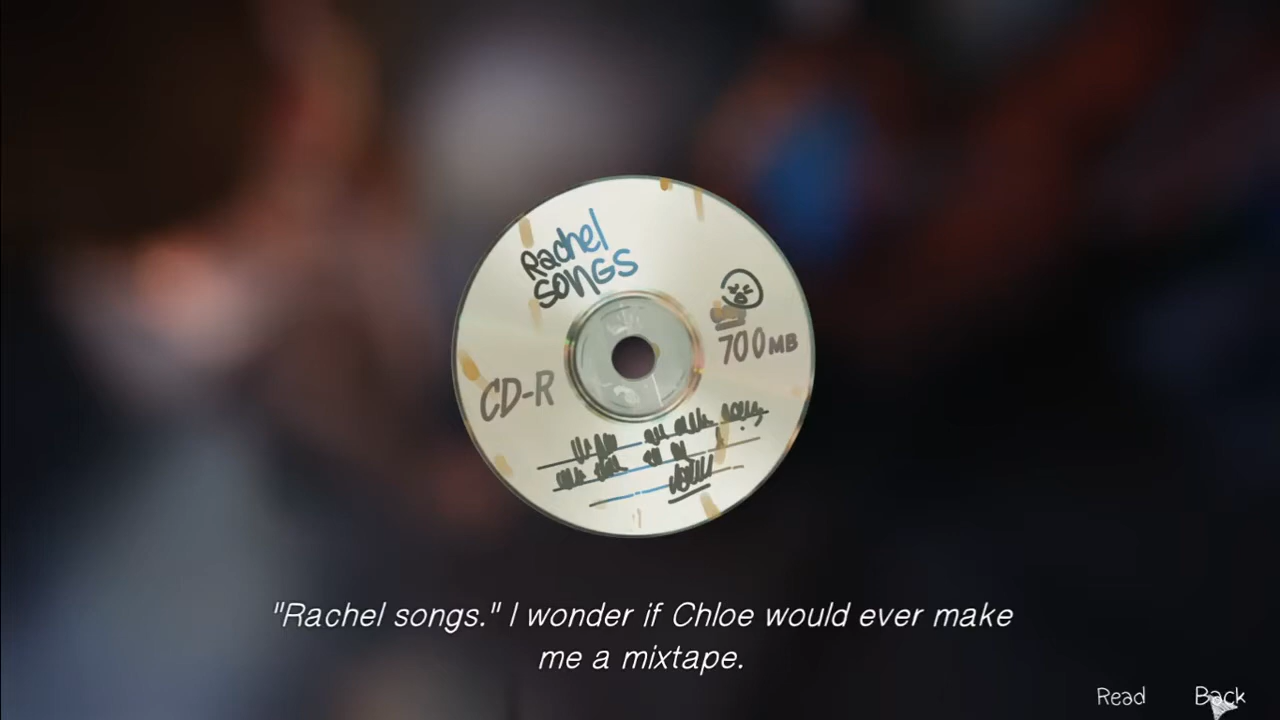 Rachel
SONGS
700MB
CD-R
"Rachel songs." I wonder if Chloe would ever make
me a mixtape.
Read
Back